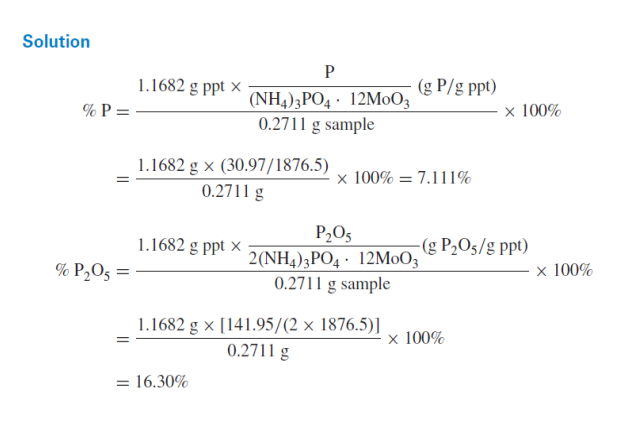 Solution
% P = 1.1682 g ppt × P / (NH₄)₃PO₄ · 12MoO₃ (g P/g ppt) / 0.2711 g sample × 100%
= 1.1682 g × (30.97/1876.5) / 0.2711 g × 100% = 7.111%
% P₂O₅ = 1.1682 g ppt × P₂O₅ / 2(NH₄)₃PO₄ · 12MoO₃ (g P₂O₅/g ppt) / 0.2711 g sample × 100%
= 1.1682 g × [141.95/(2 × 1876.5)] / 0.2711 g × 100%
= 16.30%